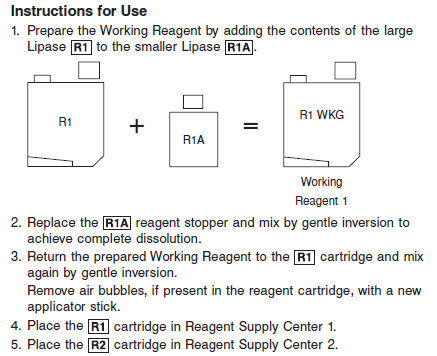 Instructions for Use
1. Prepare the Working Reagent by adding the contents of the large
Lipase R1 to the smaller Lipase R1A.
R1
+
R1A
=
R1 WKG
Working
Reagent 1
2. Replace the R1A reagent stopper and mix by gentle inversion to
achieve complete dissolution.
3. Return the prepared Working Reagent to the R1 cartridge and mix
again by gentle inversion.
Remove air bubbles, if present in the reagent cartridge, with a new
applicator stick.
4. Place the R1 cartridge in Reagent Supply Center 1.
5. Place the R2 cartridge in Reagent Supply Center 2.